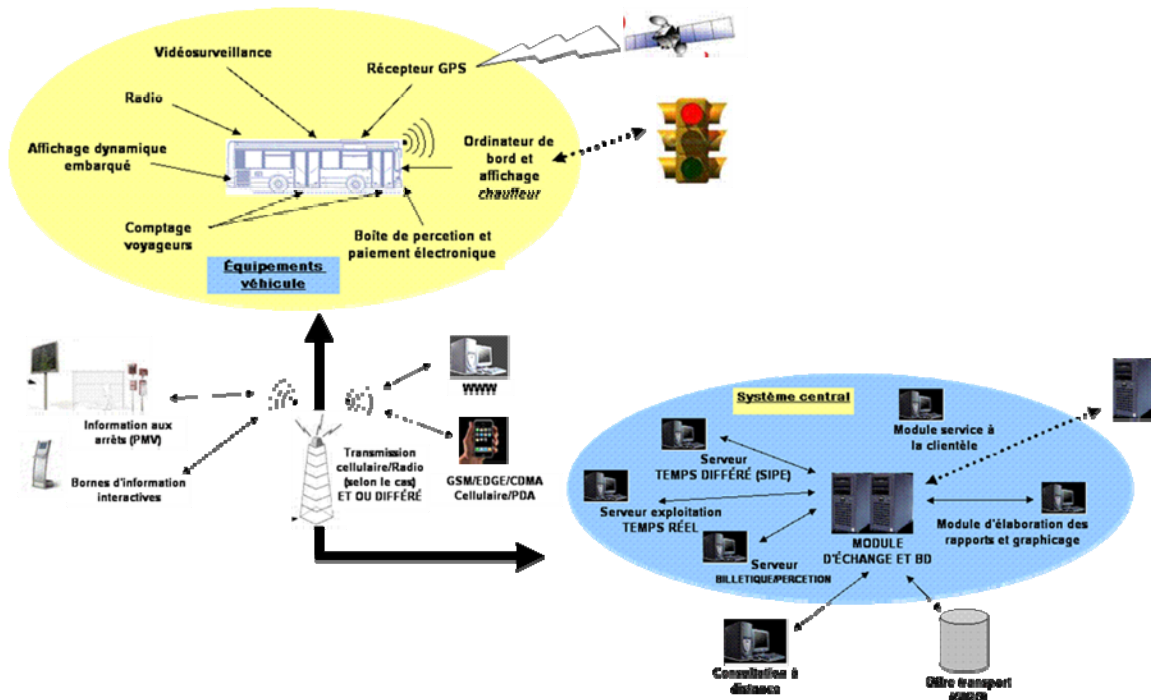 Vidéosurveillance
Récepteur GPS
Radio
Affichage dynamique
embarqué
Ordinateur de
bord et
affichage
chauffeur
Comptage
voyageurs
Boîte de percetion et
paiement électronique
Équipements
véhicule
WWW
Information aux
arrêts (PMV)
Bornes d'information
interactives
Transmission
cellulaire/Radio
(selon le cas)
ET OU DIFFÉRÉ
GSM/EDGE/CDMA
Cellulaire/PDA
Système central
Module service à
la clientèle
Serveur
TEMPS DIFFÉRÉ (SIPE)
Serveur exploitation
TEMPS RÉEL
Serveur
BILLETIQUE/PERCETION
MODULE
D'ÉCHANGE ET BD
Module d'élaboration des
rapports et graphicage
Consultation à
distance
Offre transport